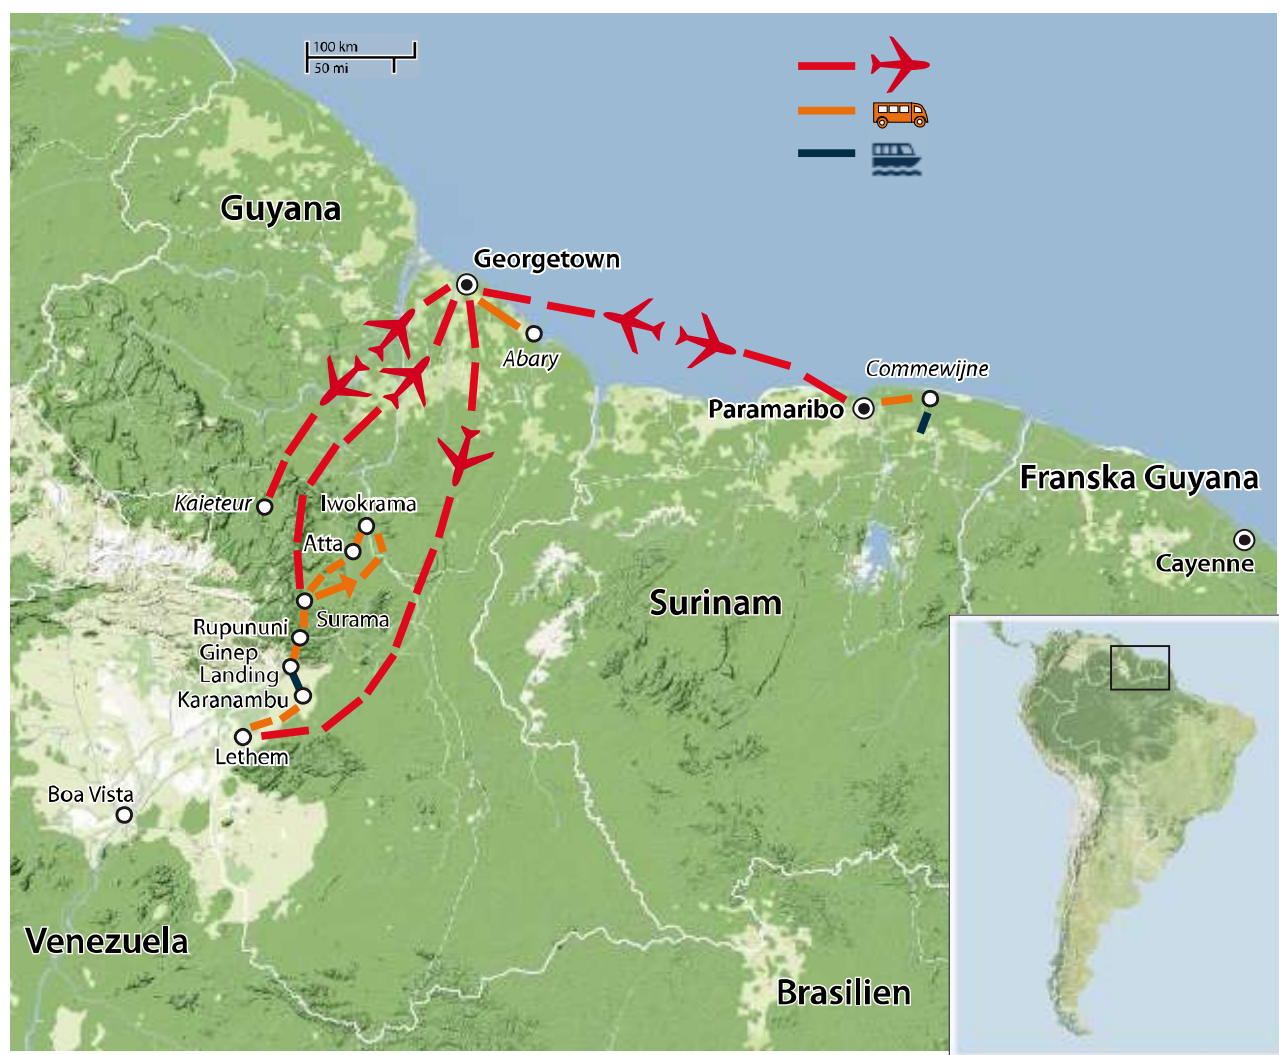 100 km
50 mi
Guyana
Georgetown
Abary
Commewijne
Paramaribo
Franska Guyana
Kaieteur
Iwokrama
Atta
Cayenne
Surinam
Surama
Rupununi
Ginep
Landing
Karanambu
Lethem
Boa Vista
Venezuela
Brasilien